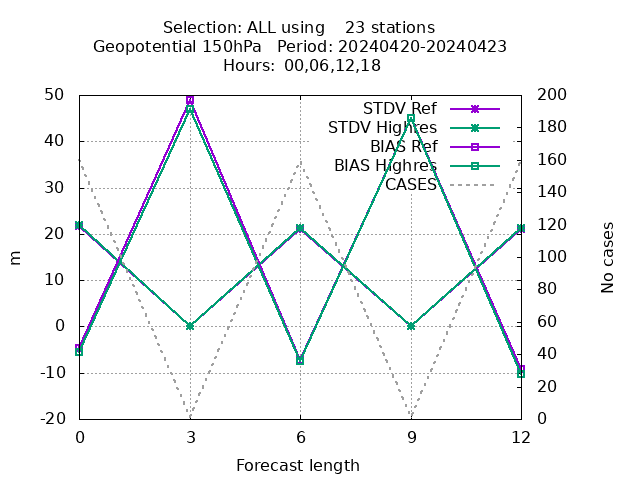 Selection: ALL using 23 stations
Geopotential 150hPa Period: 20240420-20240423
Hours: 00,06,12,18
STDV Ref
STDV Highres
BIAS Ref
BIAS Highres
CASES
50
40
30
20
10
0
-10
-20
200
180
160
140
120
100
80
60
40
20
0
m
No cases
0 3 6 9 12
Forecast length